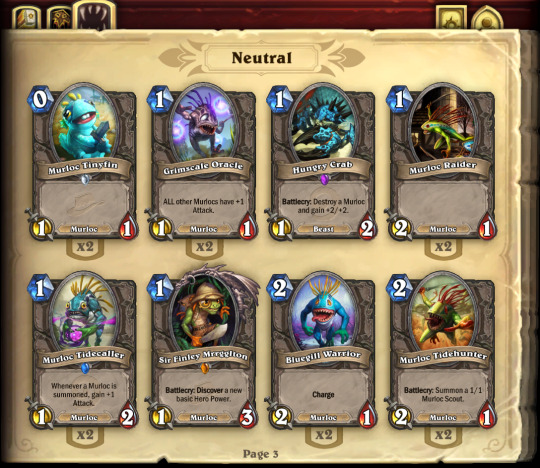 Neutral
0
Murloc Tinyfin
1 Murloc 1
x2
1
Grimscale Oracle
ALL other Murlocs have +1
Attack.
1 Murloc 1
x2
1
Hungry Crab
Battlecry: Destroy a Murloc
and gain +2/+2.
1 Beast 2
1
Murloc Raider
2 Murloc 1
x2
1
Murloc Tidecaller
Whenever a Murloc is
summoned, gain +1
Attack.
1 Murloc 2
x2
1
Sir Finley Mrrgglton
Battlecry: Discover a new
basic Hero Power.
1 Murloc 3
2
Bluegill Warrior
Charge
2 Murloc 1
x2
2
Murloc Tidehunter
Battlecry: Summon a 1/1
Murloc Scout.
2 Murloc 1
x2
Page 3